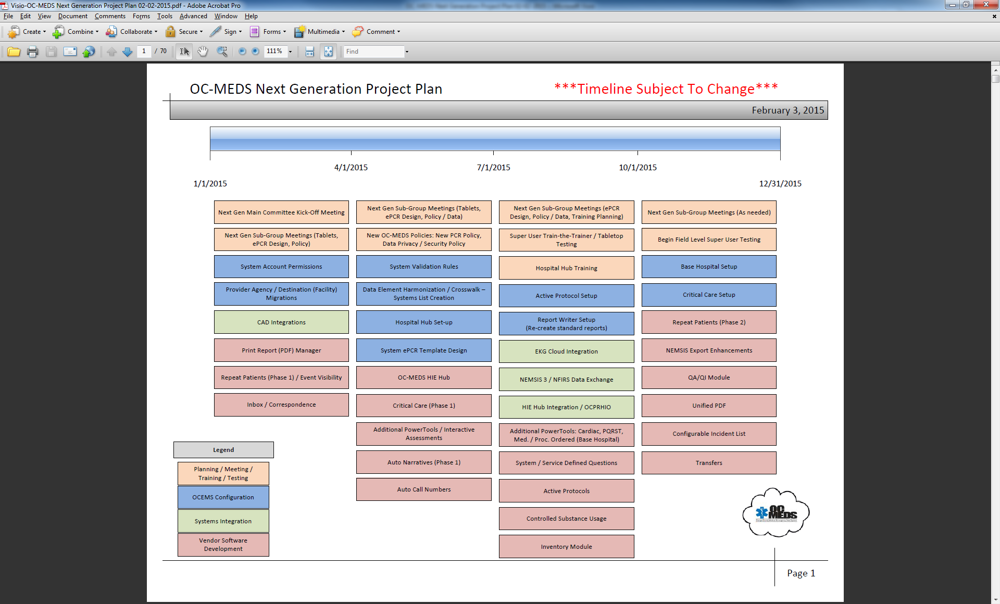 Visio-OC-MEDS Next Generation Project Plan 02-02-2015.pdf - Adobe Acrobat Pro
File Edit View Document Comments Forms Tools Advanced Window Help
Create Combine Collaborate Secure Sign Forms Multimedia Comment
1 / 70 111% Find
OC-MEDS Next Generation Project Plan
***Timeline Subject To Change***
February 3, 2015
4/1/2015 7/1/2015 10/1/2015
1/1/2015 12/31/2015
Next Gen Main Committee Kick-Off Meeting
Next Gen Sub-Group Meetings (Tablets,
ePCR Design, Policy)
System Account Permissions
Provider Agency / Destination (Facility)
Migrations
CAD Integrations
Print Report (PDF) Manager
Repeat Patients (Phase 1) / Event Visibility
Inbox / Correspondence
Next Gen Sub-Group Meetings (Tablets,
ePCR Design, Policy / Data)
New OC-MEDS Policies: New PCR Policy,
Data Privacy / Security Policy
System Validation Rules
Data Element Harmonization / Crosswalk –
Systems List Creation
Hospital Hub Set-up
System ePCR Template Design
OC-MEDS HIE Hub
Critical Care (Phase 1)
Additional PowerTools / Interactive
Assessments
Auto Narratives (Phase 1)
Auto Call Numbers
Next Gen Sub-Group Meetings (ePCR
Design, Policy / Data, Training Planning)
Super User Train-the-Trainer / Tabletop
Testing
Hospital Hub Training
Active Protocol Setup
Report Writer Setup
(Re-create standard reports)
EKG Cloud Integration
NEMSIS 3 / NFIRS Data Exchange
HIE Hub Integration / OCPRHIO
Additional PowerTools: Cardiac, PQRST,
Med. / Proc. Ordered (Base Hospital)
System / Service Defined Questions
Active Protocols
Controlled Substance Usage
Inventory Module
Next Gen Sub-Group Meetings (As needed)
Begin Field Level Super User Testing
Base Hospital Setup
Critical Care Setup
Repeat Patients (Phase 2)
NEMSIS Export Enhancements
QA/QI Module
Unified PDF
Configurable Incident List
Transfers
Legend
Planning / Meeting /
Training / Testing
OCEMS Configuration
Systems Integration
Vendor Software
Development
OC
MEDS
Page 1